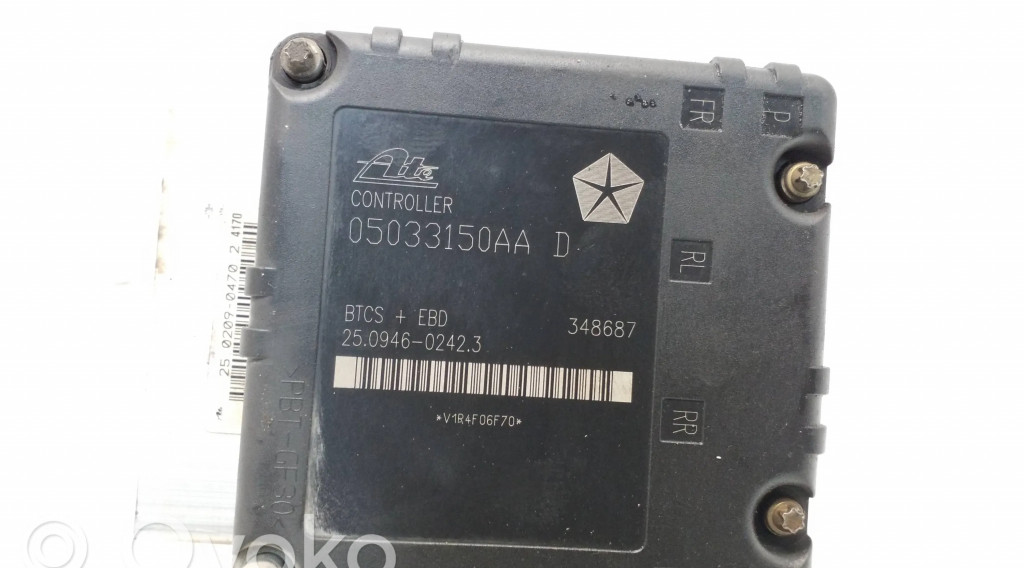 FR
P
Ate
CONTROLLER
05033150AA D
RL
BTCS + EBD
348687
25.0946-0242.3
*V1R4F06F70*
RR
25 0209-0470 2 4170
>PBT-GF30<
ovoko